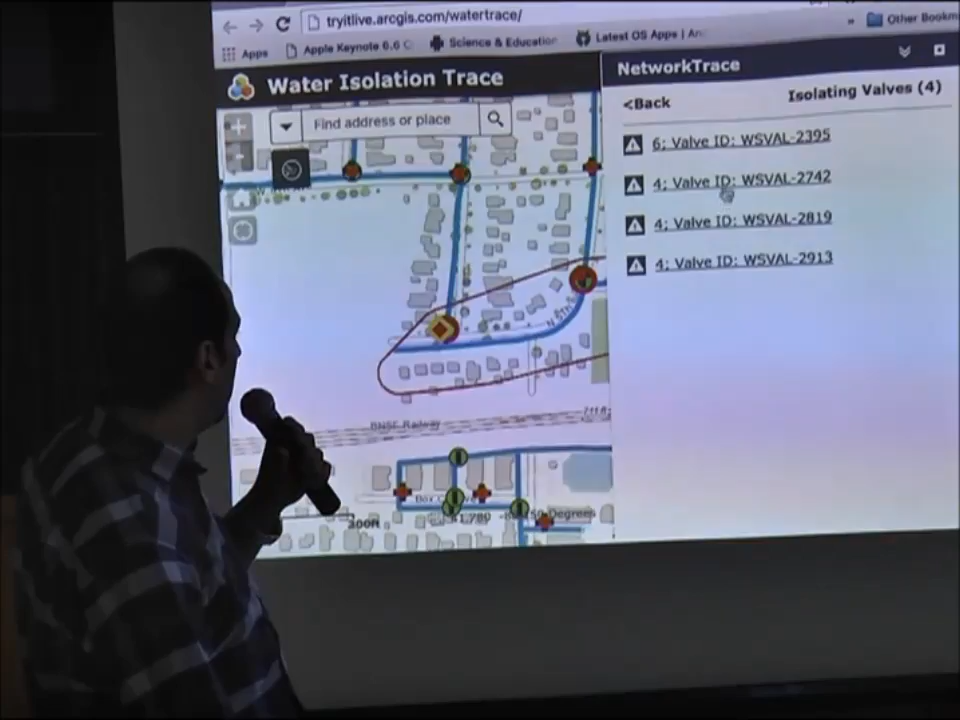 tryitlive.arcgis.com/watertrace/
Other Bookm
Apps
Apple Keynote 6.6
Science & Education
Latest OS Apps | An
Water Isolation Trace
NetworkTrace
Find address or place
<Back
Isolating Valves (4)
6; Valve ID: WSVAL-2395
4; Valve ID: WSVAL-2742
4; Valve ID: WSVAL-2819
4; Valve ID: WSVAL-2913
BNSF Railway
300ft
Degrees